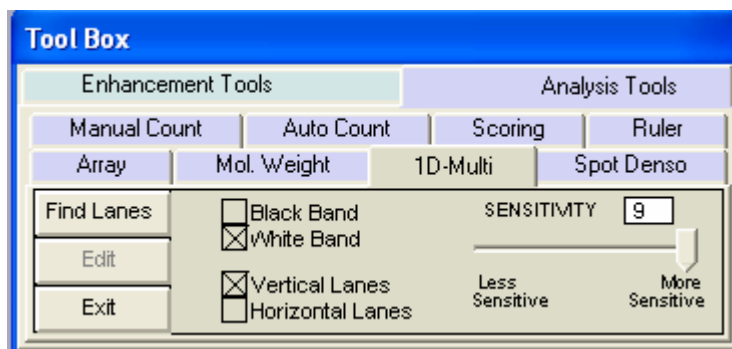 Tool Box
Enhancement Tools Analysis Tools
Manual Count Auto Count Scoring Ruler
Array Mol. Weight 1D-Multi Spot Denso
Find Lanes
Edit
Exit
Black Band
White Band
Vertical Lanes
Horizontal Lanes
SENSITIVITY 9
Less Sensitive
More Sensitive